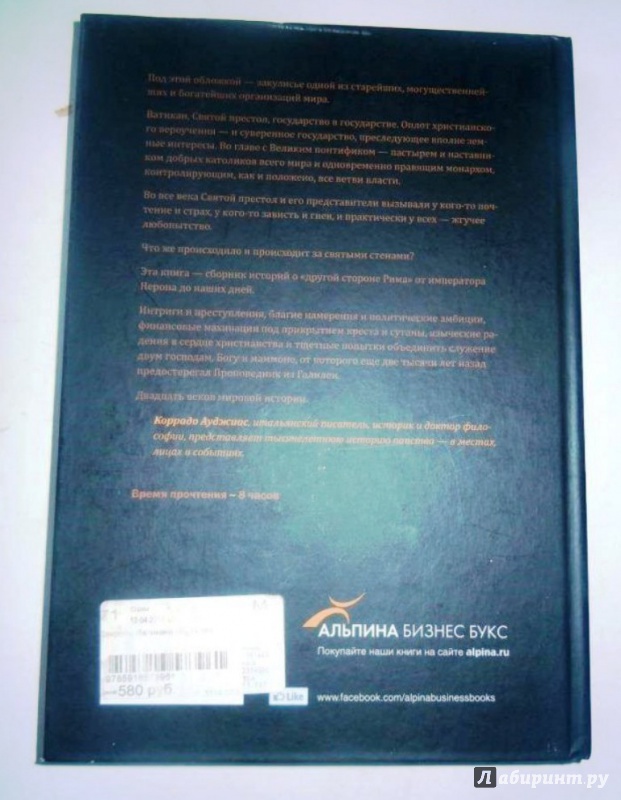 Под этой обложкой — закулисье одной из старейших, могущественней-
ших и богатейших организаций мира.
Ватикан, Святой престол, государство в государстве. Оплот христианско-
го вероучения — и суверенное государство, преследующее вполне зем-
ные интересы. Во главе с Великим понтификом — пастырем и настав-
ником добрых католиков всего мира и одновременно правящим монархом,
контролирующим, как и положено, все ветви власти.
Во все века Святой престол и его представители вызывали у кого-то поч-
тение и страх, у кого-то зависть и гнев, и практически у всех — жгучее
любопытство.
Что же происходило и происходит за святыми стенами?
Эта книга — сборник историй о «другой стороне Рима» от императора
Нерона до наших дней.
Интриги и преступления, благие намерения и политические амбиции,
финансовые махинации под прикрытием креста и сутаны, языческие ра-
дения в сердце христианства и тщетные попытки объединить служение
двум господам, Богу и маммоне, от которого еще две тысячи лет назад
предостерегал Проповедник из Галилеи.
Двадцать веков мировой истории.
Коррадо Ауджиас, итальянский писатель, историк и доктор фило-
софии, представляет тысячелетнюю историю папства — в местах,
лицах и событиях.
Время прочтения – 8 часов
АЛЬПИНА БИЗНЕС БУКС
Покупайте наши книги на сайте alpina.ru
580 руб
Like
www.facebook.com/alpinabusinessbooks
Лабиринт.ру